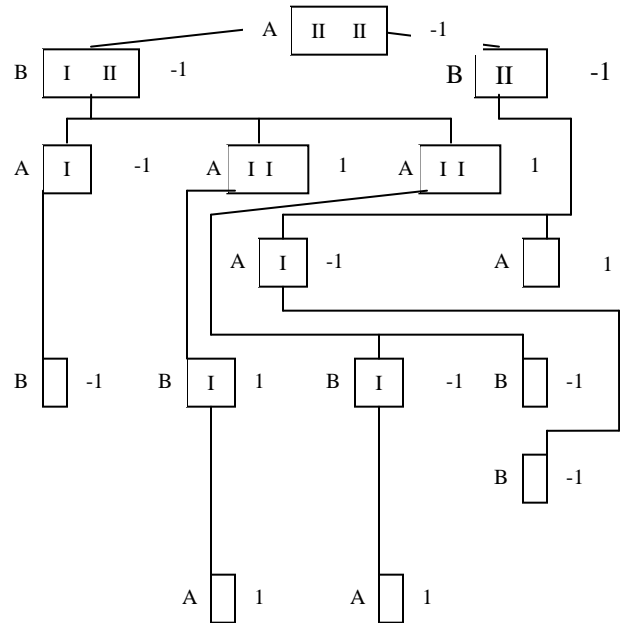 A II II -1
B I II -1 B II -1
A I -1 A I I 1 A I I 1
A I -1 A 1
B -1 B I 1 B I -1 B -1
B -1
A 1 A 1